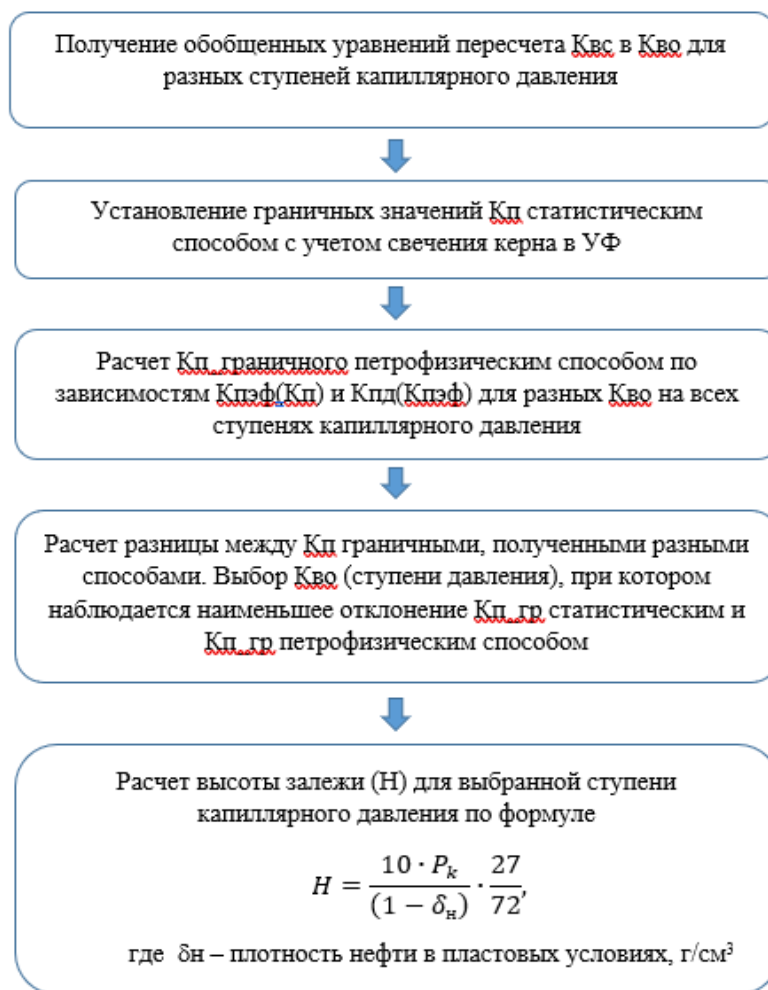 Получение обобщенных уравнений пересчета Квс в Кво для
разных ступеней капиллярного давления
Установление граничных значений Кп статистическим
способом с учетом свечения керна в УФ
Расчет Кп_граничного петрофизическим способом по
зависимостям Кпэф(Кп) и Кпд(Кпэф) для разных Кво на всех
ступенях капиллярного давления
Расчет разницы между Кп граничными, полученными разными
способами. Выбор Кво (ступени давления), при котором
наблюдается наименьшее отклонение Кп_гр статистическим и
Кп_гр петрофизическим способом
Расчет высоты залежи (H) для выбранной ступени
капиллярного давления по формуле
H = 10 · P_k / (1 − δ_н) · 27 / 72,
где δн – плотность нефти в пластовых условиях, г/см³